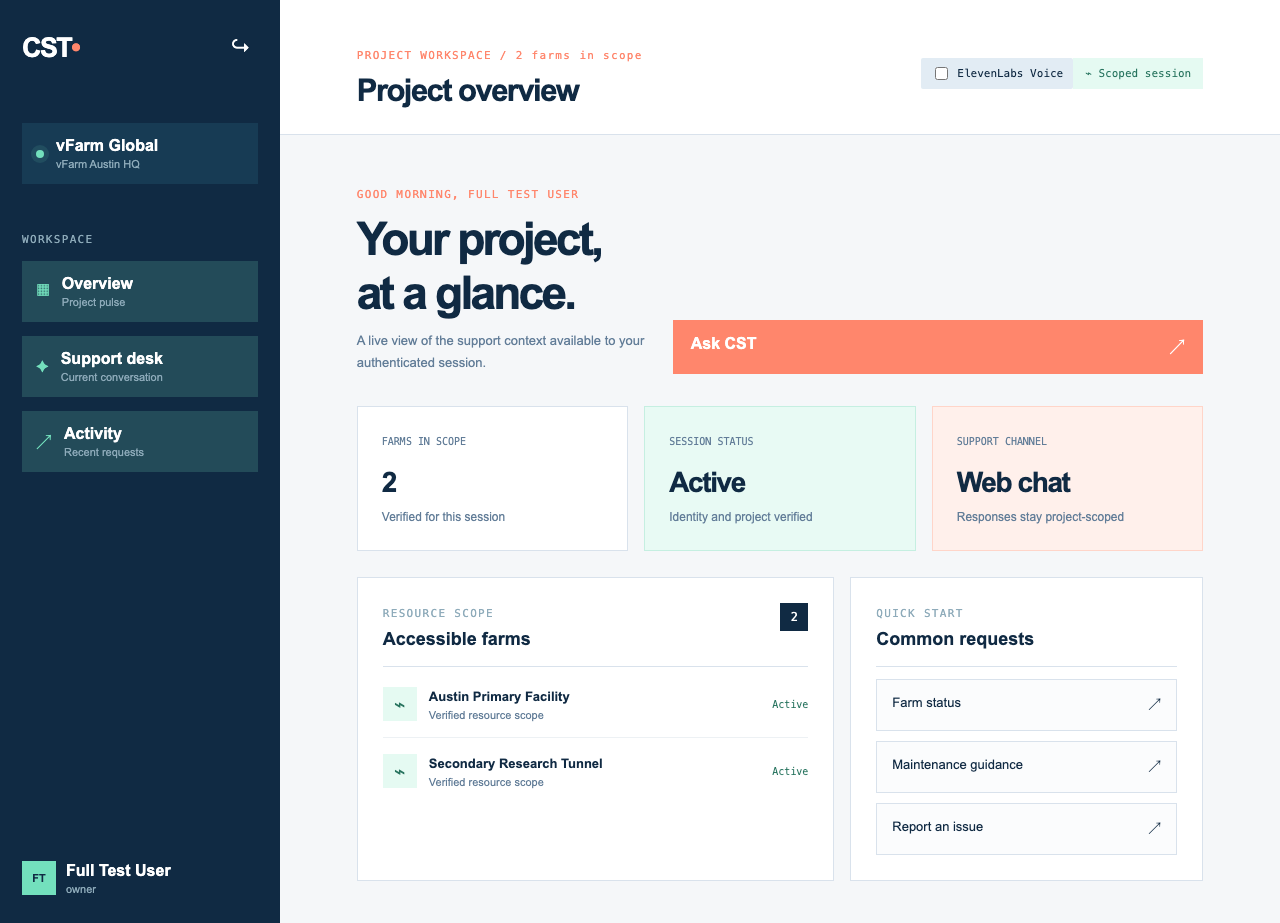 CST
↪
vFarm Global
vFarm Austin HQ
WORKSPACE
Overview
Project pulse
Support desk
Current conversation
Activity
Recent requests
FT
Full Test User
owner
PROJECT WORKSPACE / 2 farms in scope
Project overview
ElevenLabs Voice
⌁ Scoped session
GOOD MORNING, FULL TEST USER
Your project,
at a glance.
A live view of the support context available to your
authenticated session.
Ask CST
FARMS IN SCOPE
2
Verified for this session
SESSION STATUS
Active
Identity and project verified
SUPPORT CHANNEL
Web chat
Responses stay project-scoped
RESOURCE SCOPE
Accessible farms
2
Austin Primary Facility
Verified resource scope
Active
Secondary Research Tunnel
Verified resource scope
Active
QUICK START
Common requests
Farm status
Maintenance guidance
Report an issue